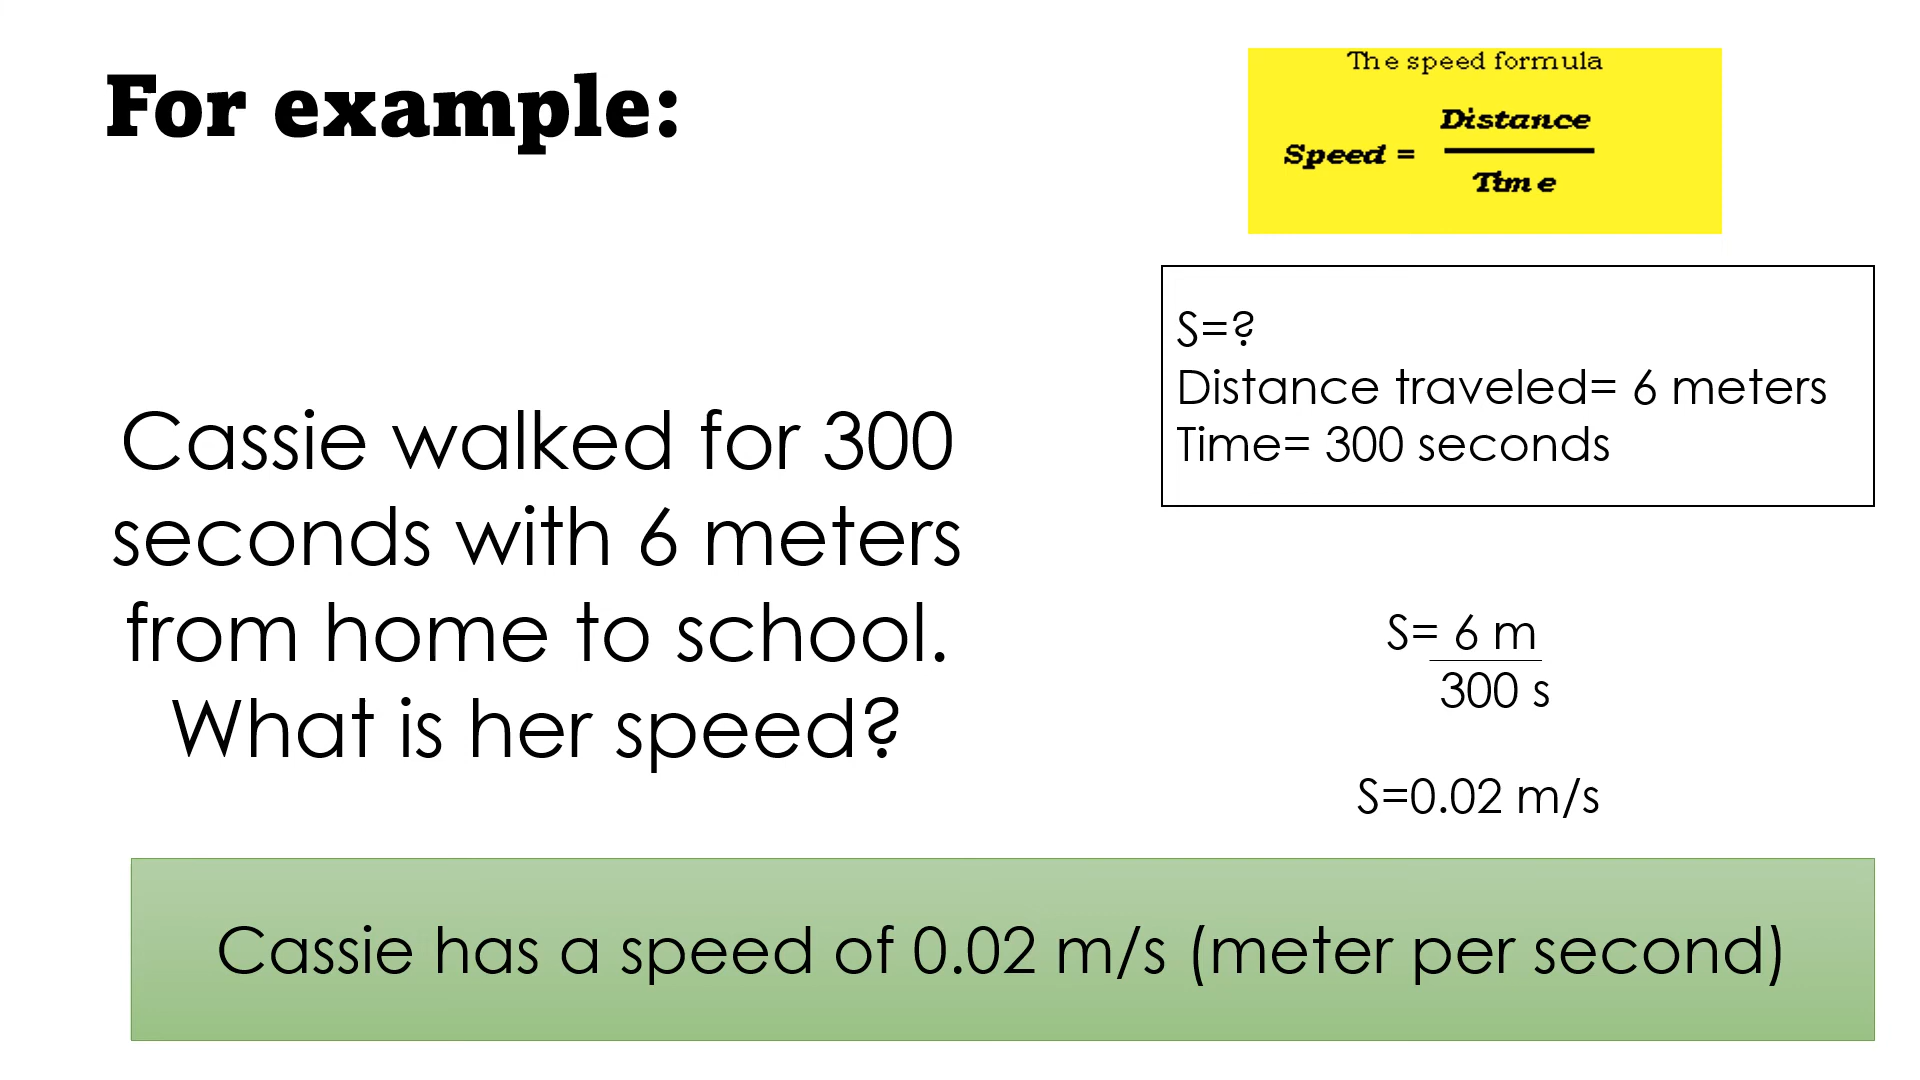 For example:
The speed formula
Distance
Speed =
Time
S=?
Distance traveled= 6 meters
Time= 300 seconds
Cassie walked for 300
seconds with 6 meters
from home to school.
What is her speed?
S= 6 m
300 s
S=0.02 m/s
Cassie has a speed of 0.02 m/s (meter per second)